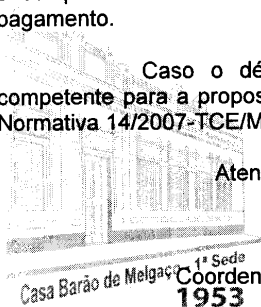 pagamento.
Caso o dé
competente para a propos
Normativa 14/2007-TCE/M
Aten
Casa Barão de Melgaço 1ª Sede
Coorden
1953